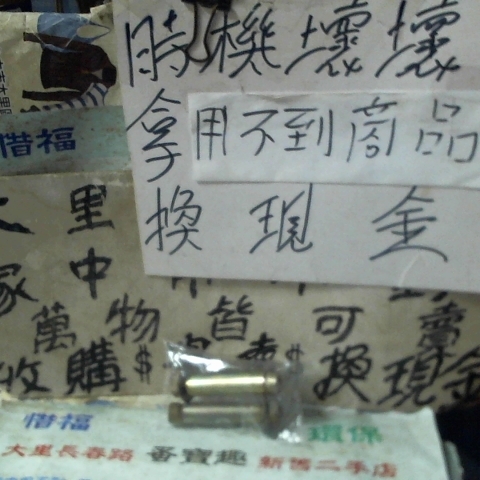 時機壞壞
惜福
拿用不到商品
換現金
里
家中
萬物皆可賣
收購$ $換現金
惜福 環保
大里長春路 番寶趣 新舊二手店